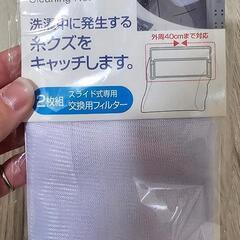 Cleaning Net
洗濯中に発生する
糸クズを
キャッチします。
外周40cmまで対応
2枚組
スライド式専用
交換用フィルター